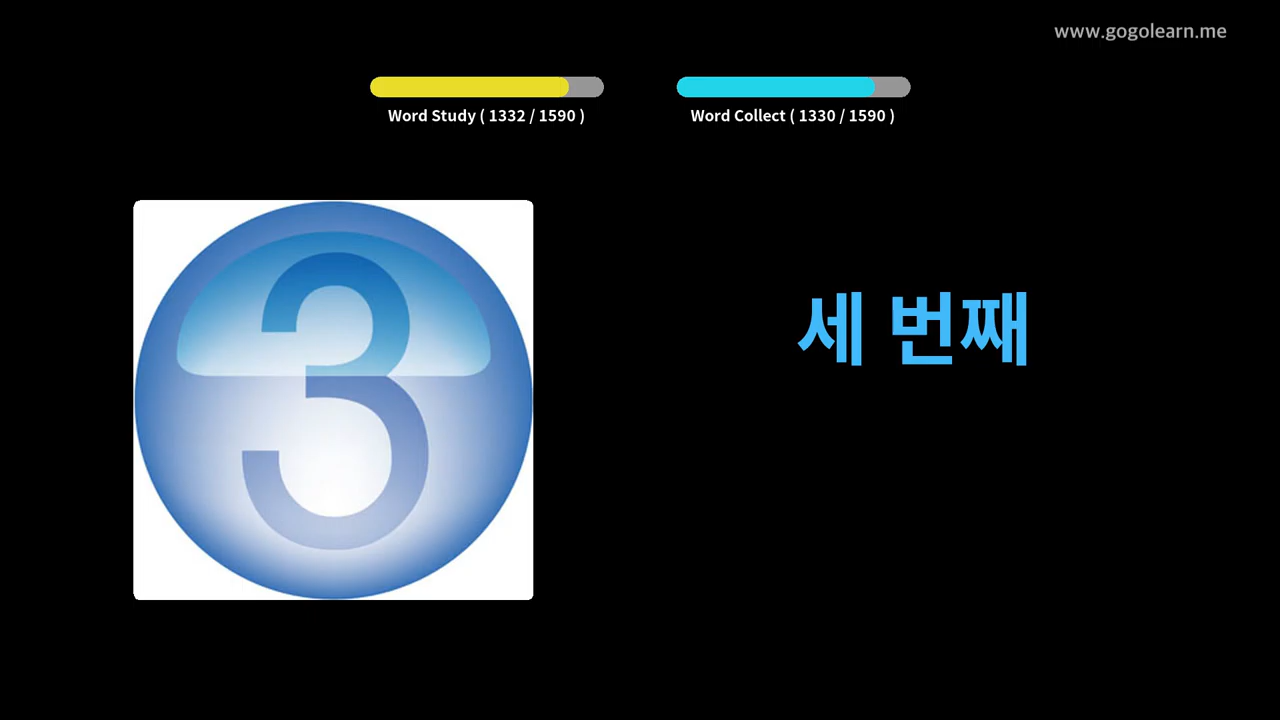 www.gogolearn.me
Word Study ( 1332 / 1590 )
Word Collect ( 1330 / 1590 )
3
세 번째